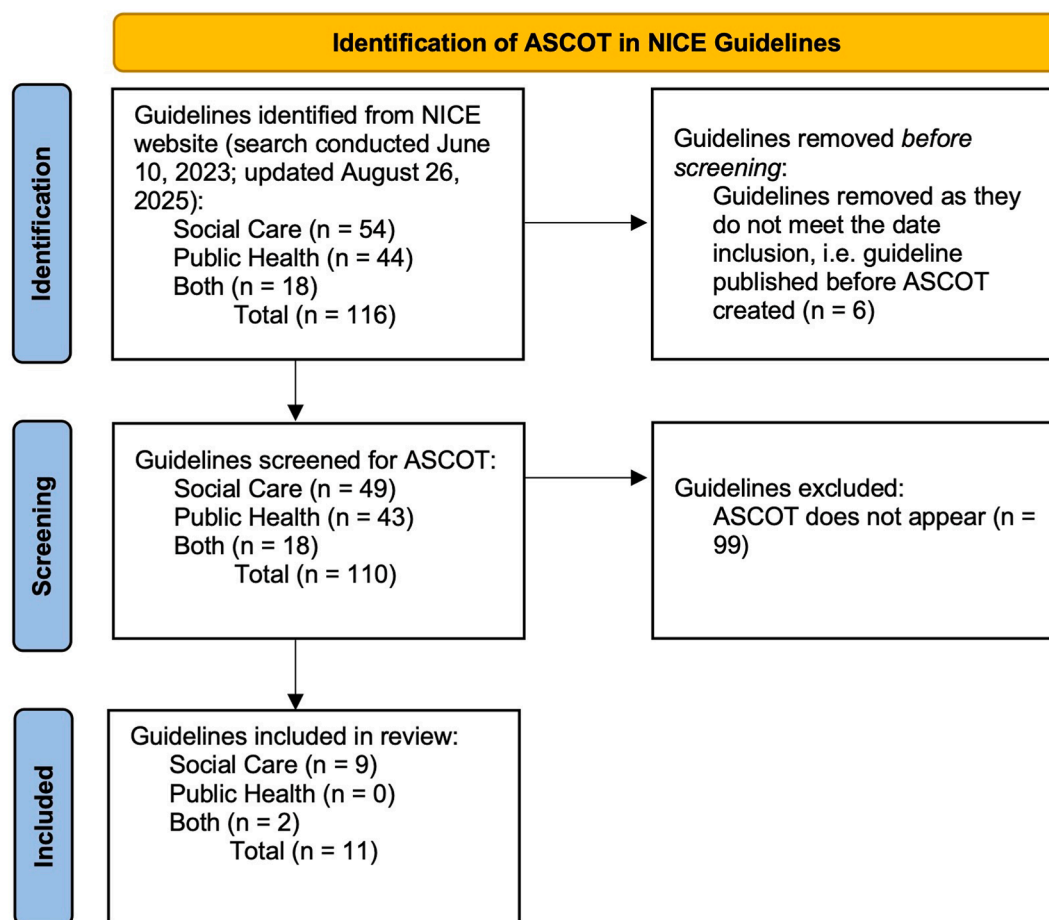 Identification of ASCOT in NICE Guidelines
Identification
Guidelines identified from NICE
website (search conducted June
10, 2023; updated August 26,
2025):
Social Care (n = 54)
Public Health (n = 44)
Both (n = 18)
Total (n = 116)
Guidelines removed before
screening:
Guidelines removed as they
do not meet the date
inclusion, i.e. guideline
published before ASCOT
created (n = 6)
Screening
Guidelines screened for ASCOT:
Social Care (n = 49)
Public Health (n = 43)
Both (n = 18)
Total (n = 110)
Guidelines excluded:
ASCOT does not appear (n =
99)
Included
Guidelines included in review:
Social Care (n = 9)
Public Health (n = 0)
Both (n = 2)
Total (n = 11)